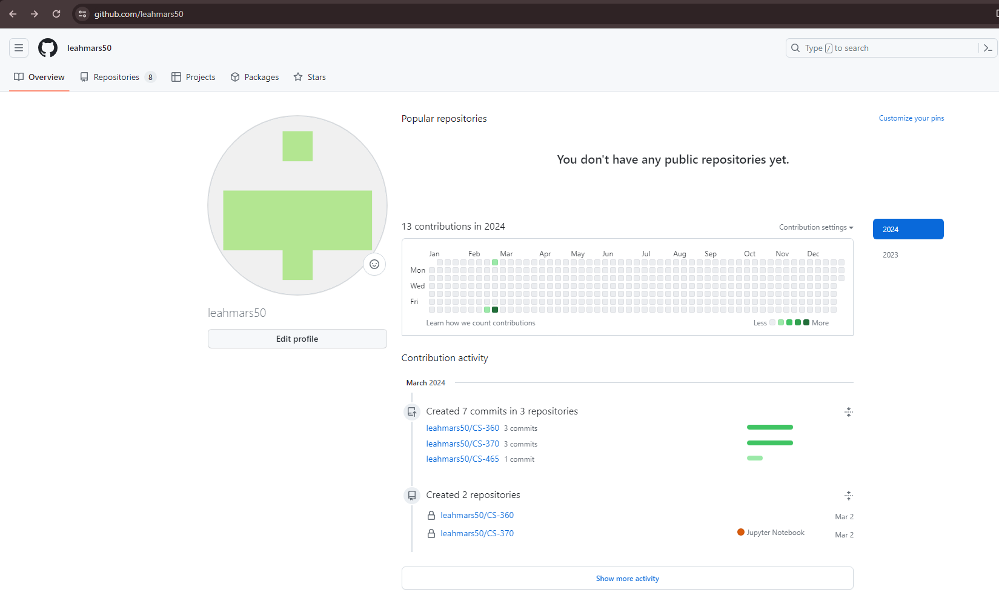 github.com/leahmars50
leahmars50
Type / to search
Overview Repositories 8 Projects Packages Stars
Popular repositories Customize your pins
You don't have any public repositories yet.
13 contributions in 2024 Contribution settings
2024
2023
Jan Feb Mar Apr May Jun Jul Aug Sep Oct Nov Dec
Mon
Wed
Fri
Learn how we count contributions Less More
leahmars50
Edit profile
Contribution activity
March 2024
Created 7 commits in 3 repositories
leahmars50/CS-360 3 commits
leahmars50/CS-370 3 commits
leahmars50/CS-465 1 commit
Created 2 repositories
leahmars50/CS-360 Mar 2
leahmars50/CS-370 Jupyter Notebook Mar 2
Show more activity